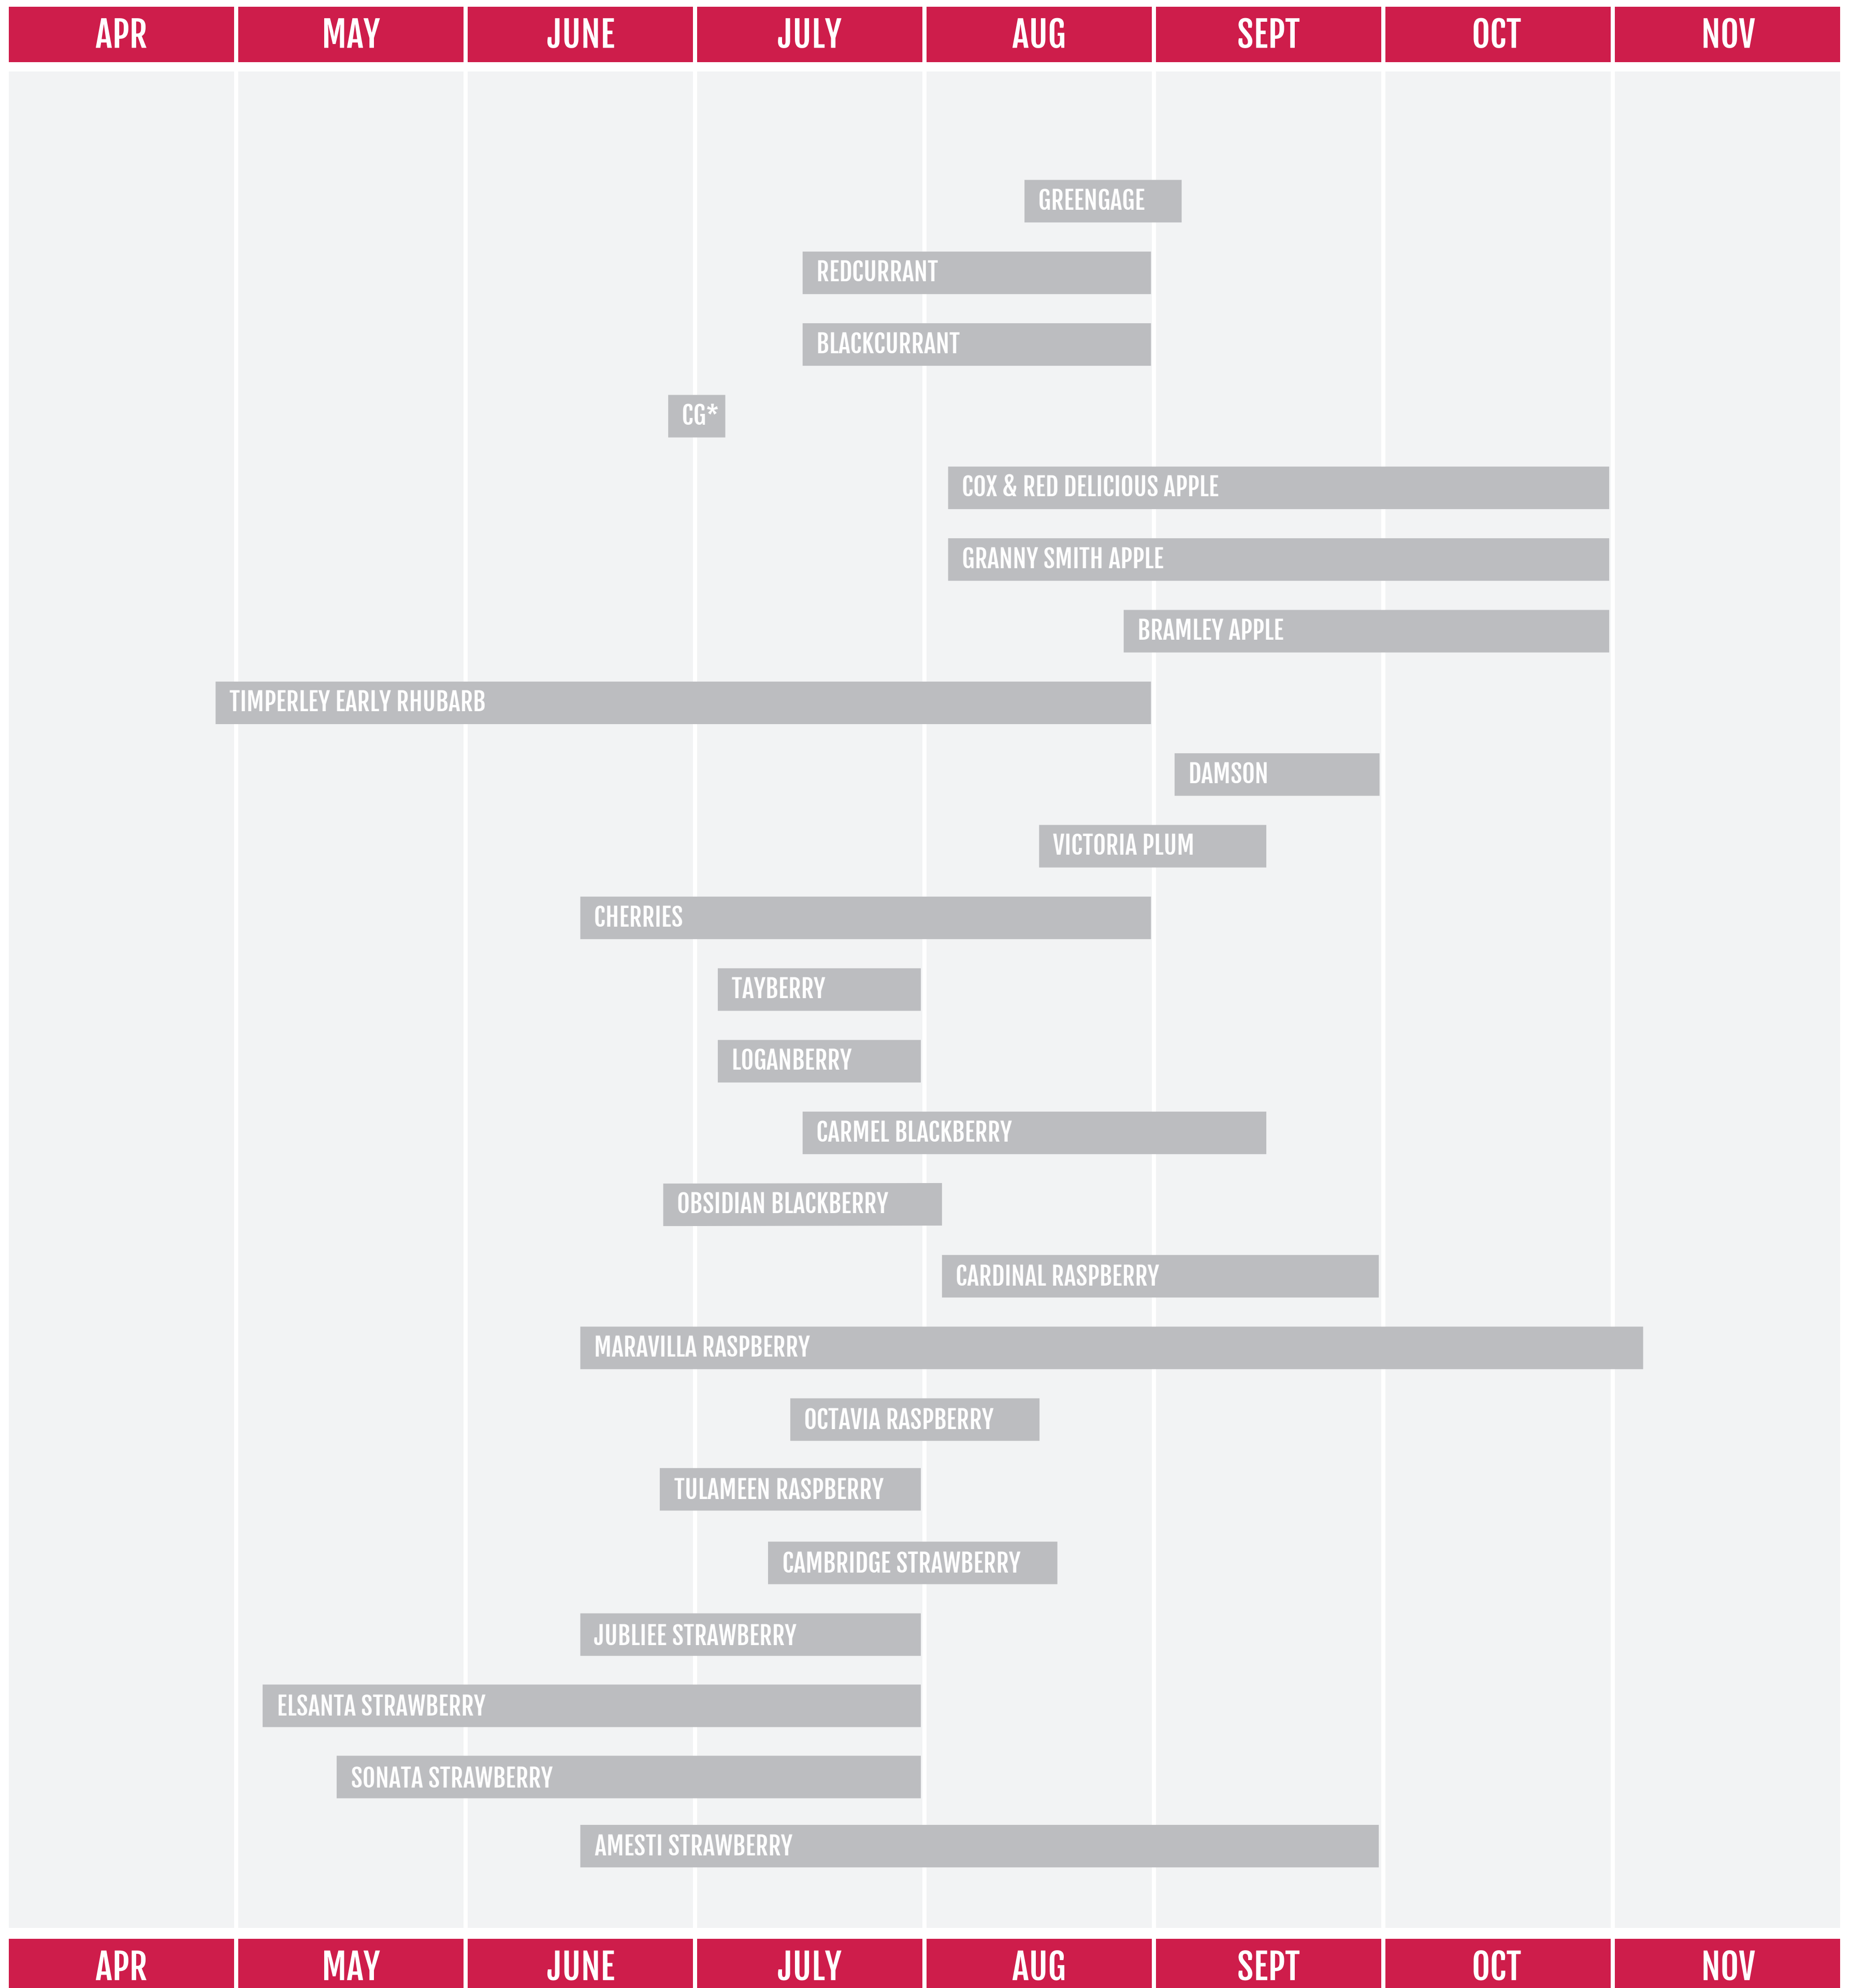 APR MAY JUNE JULY AUG SEPT OCT NOV
GREENGAGE
REDCURRANT
BLACKCURRANT
CG*
COX & RED DELICIOUS APPLE
GRANNY SMITH APPLE
BRAMLEY APPLE
TIMPERLEY EARLY RHUBARB
DAMSON
VICTORIA PLUM
CHERRIES
TAYBERRY
LOGANBERRY
CARMEL BLACKBERRY
OBSIDIAN BLACKBERRY
CARDINAL RASPBERRY
MARAVILLA RASPBERRY
OCTAVIA RASPBERRY
TULAMEEN RASPBERRY
CAMBRIDGE STRAWBERRY
JUBLIEE STRAWBERRY
ELSANTA STRAWBERRY
SONATA STRAWBERRY
AMESTI STRAWBERRY
APR MAY JUNE JULY AUG SEPT OCT NOV